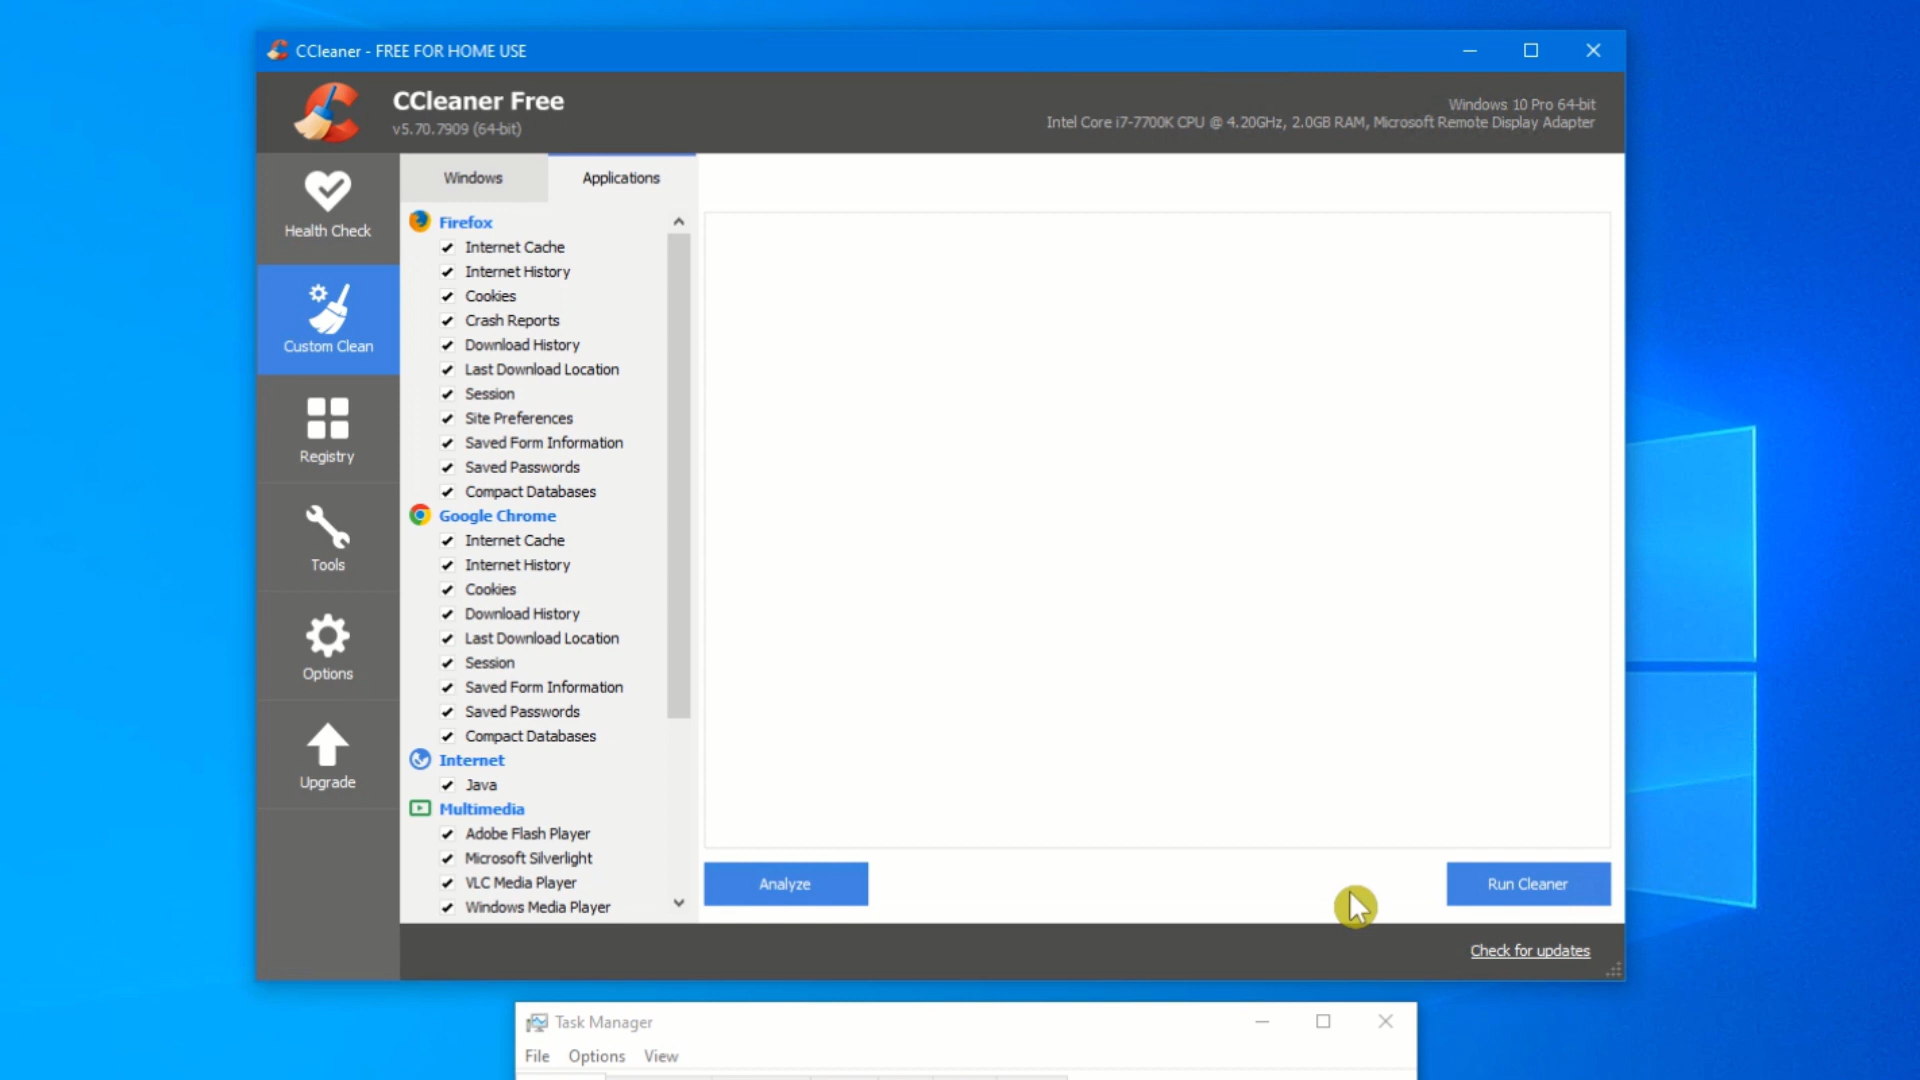 CCleaner - FREE FOR HOME USE
CCleaner Free
v5.70.7909 (64-bit)
Windows 10 Pro 64-bit
Intel Core i7-7700K CPU @ 4.20GHz, 2.0GB RAM, Microsoft Remote Display Adapter
Health Check
Custom Clean
Registry
Tools
Options
Upgrade
Windows
Applications
Firefox
Internet Cache
Internet History
Cookies
Crash Reports
Download History
Last Download Location
Session
Site Preferences
Saved Form Information
Saved Passwords
Compact Databases
Google Chrome
Internet Cache
Internet History
Cookies
Download History
Last Download Location
Session
Saved Form Information
Saved Passwords
Compact Databases
Internet
Java
Multimedia
Adobe Flash Player
Microsoft Silverlight
VLC Media Player
Windows Media Player
Analyze
Run Cleaner
Check for updates
Task Manager
File Options View